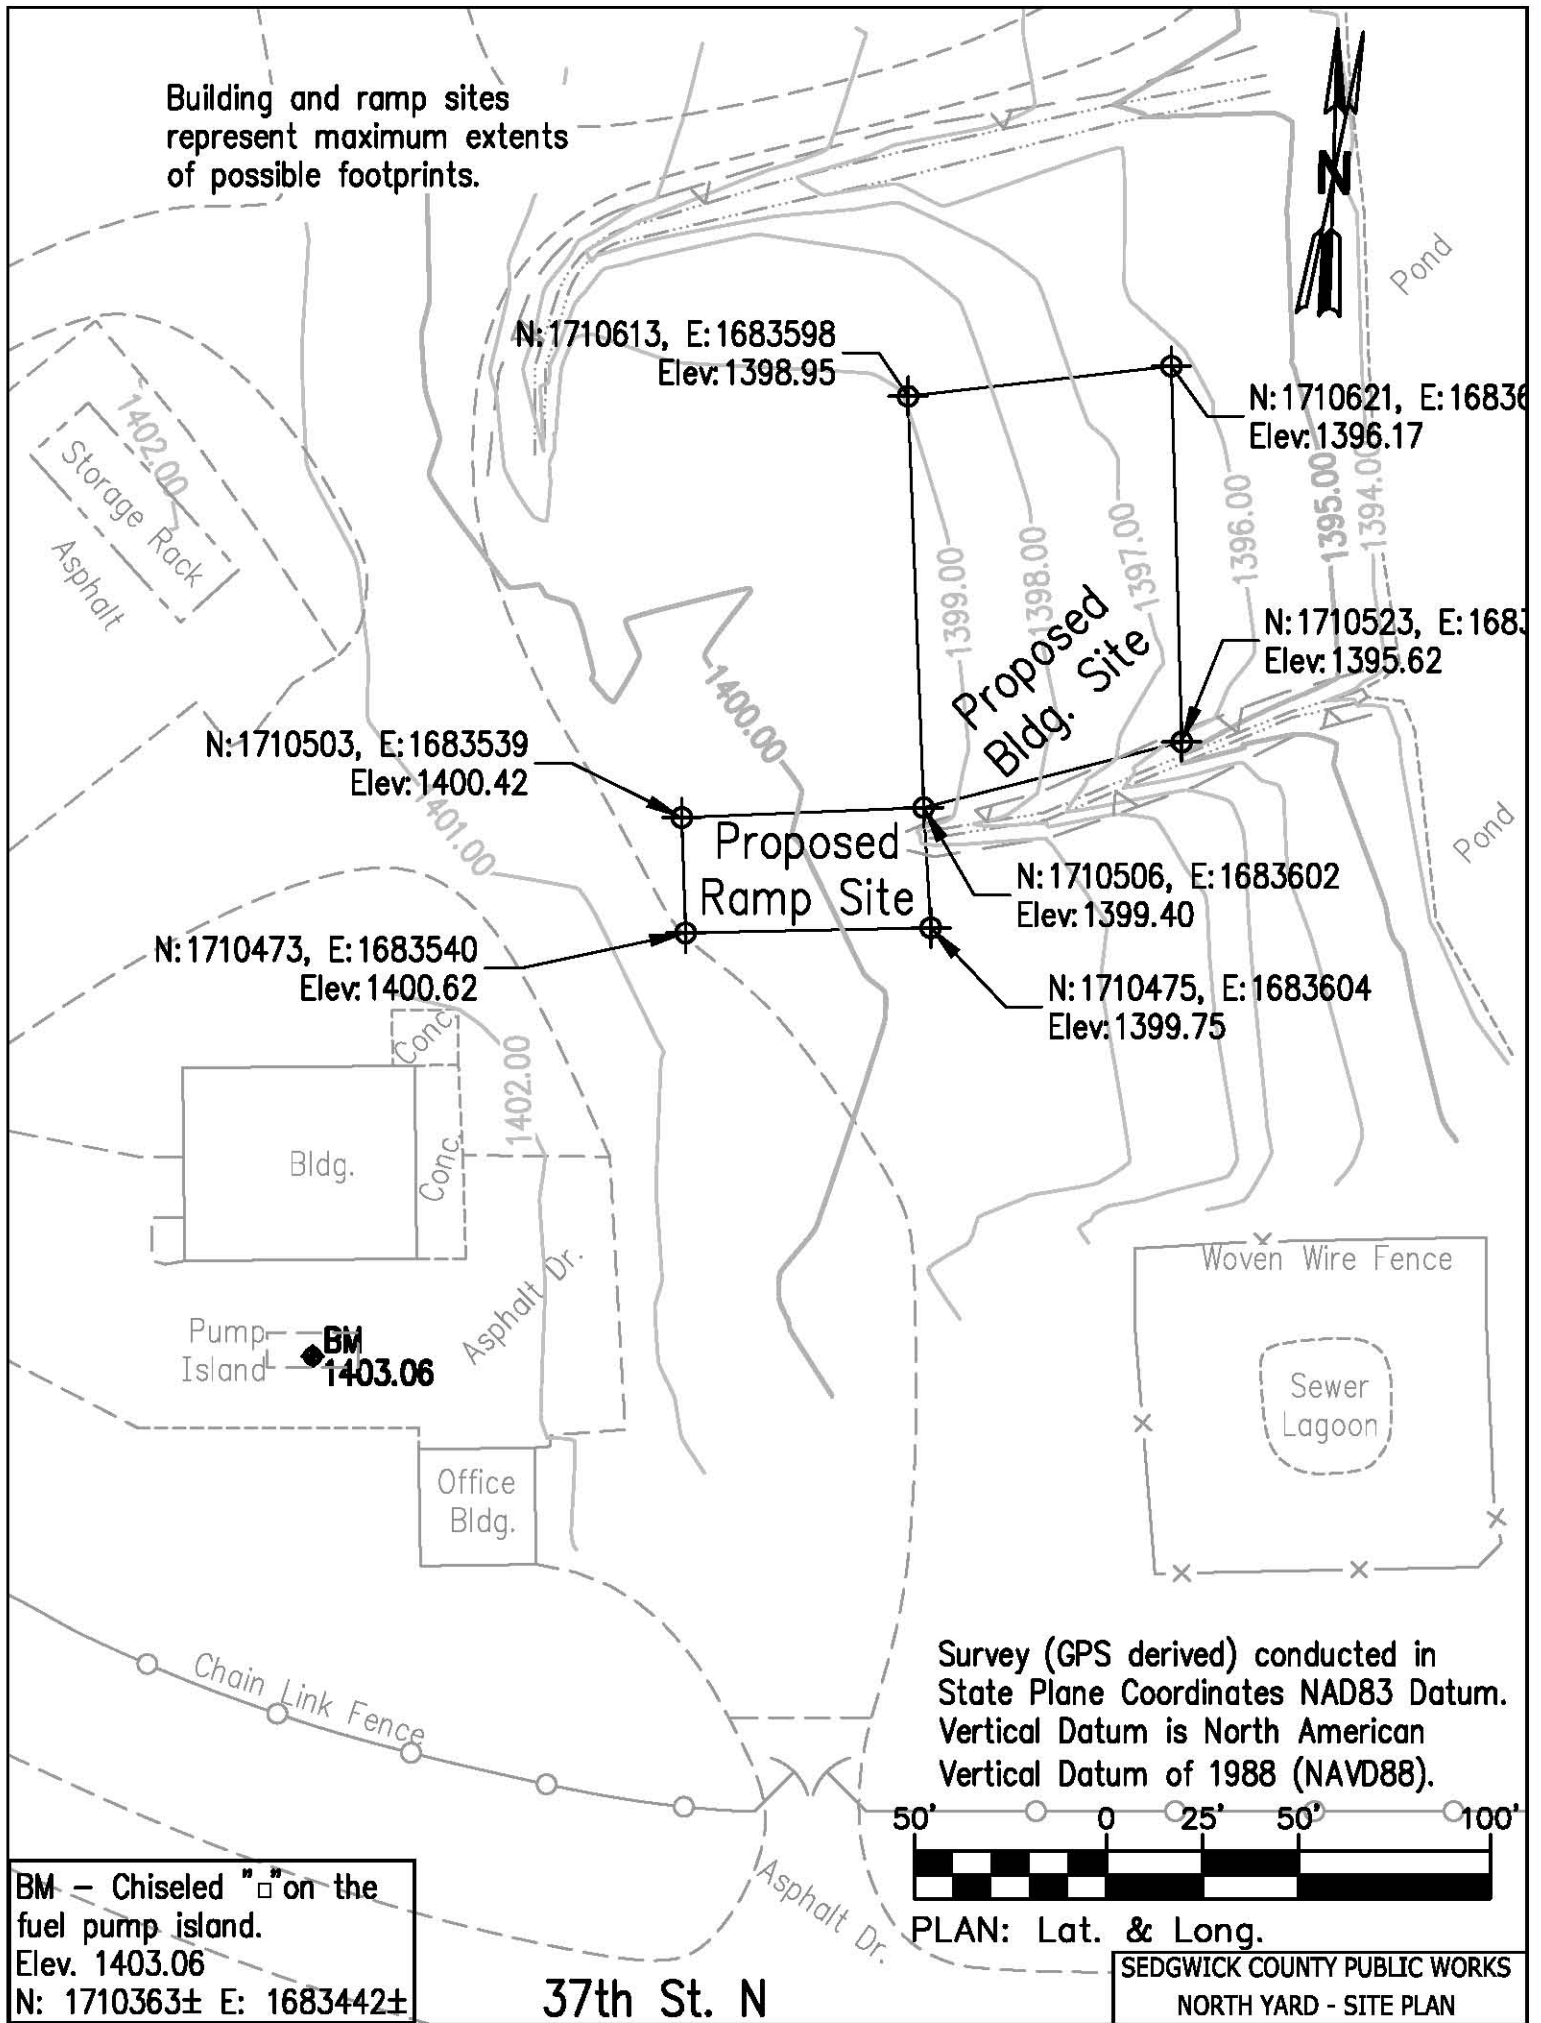 Building and ramp sites
represent maximum extents
of possible footprints.
N
Pond
N:1710613, E:1683598
Elev:1398.95
N:1710621, E:16836
Elev:1396.17
1402.00
Storage Rack
Asphalt
1399.00
1398.00
1397.00
1396.00
1395.00
1394.00
N:1710523, E:1683
Elev:1395.62
Proposed
Bldg. Site
1400.00
N:1710503, E:1683539
Elev:1400.42
1401.00
Pond
Proposed
Ramp Site
N:1710506, E:1683602
Elev:1399.40
N:1710473, E:1683540
Elev:1400.62
N:1710475, E:1683604
Elev:1399.75
Conc.
1402.00
Bldg.
Conc.
Asphalt Dr.
Woven Wire Fence
Pump
Island
BM
1403.06
Sewer
Lagoon
Office
Bldg.
Chain Link Fence
Survey (GPS derived) conducted in
State Plane Coordinates NAD83 Datum.
Vertical Datum is North American
Vertical Datum of 1988 (NAVD88).
50' 0 25' 50' 100'
PLAN: Lat. & Long.
Asphalt Dr.
BM - Chiseled "□"on the
fuel pump island.
Elev. 1403.06
N: 1710363± E: 1683442±
37th St. N
SEDGWICK COUNTY PUBLIC WORKS
NORTH YARD - SITE PLAN